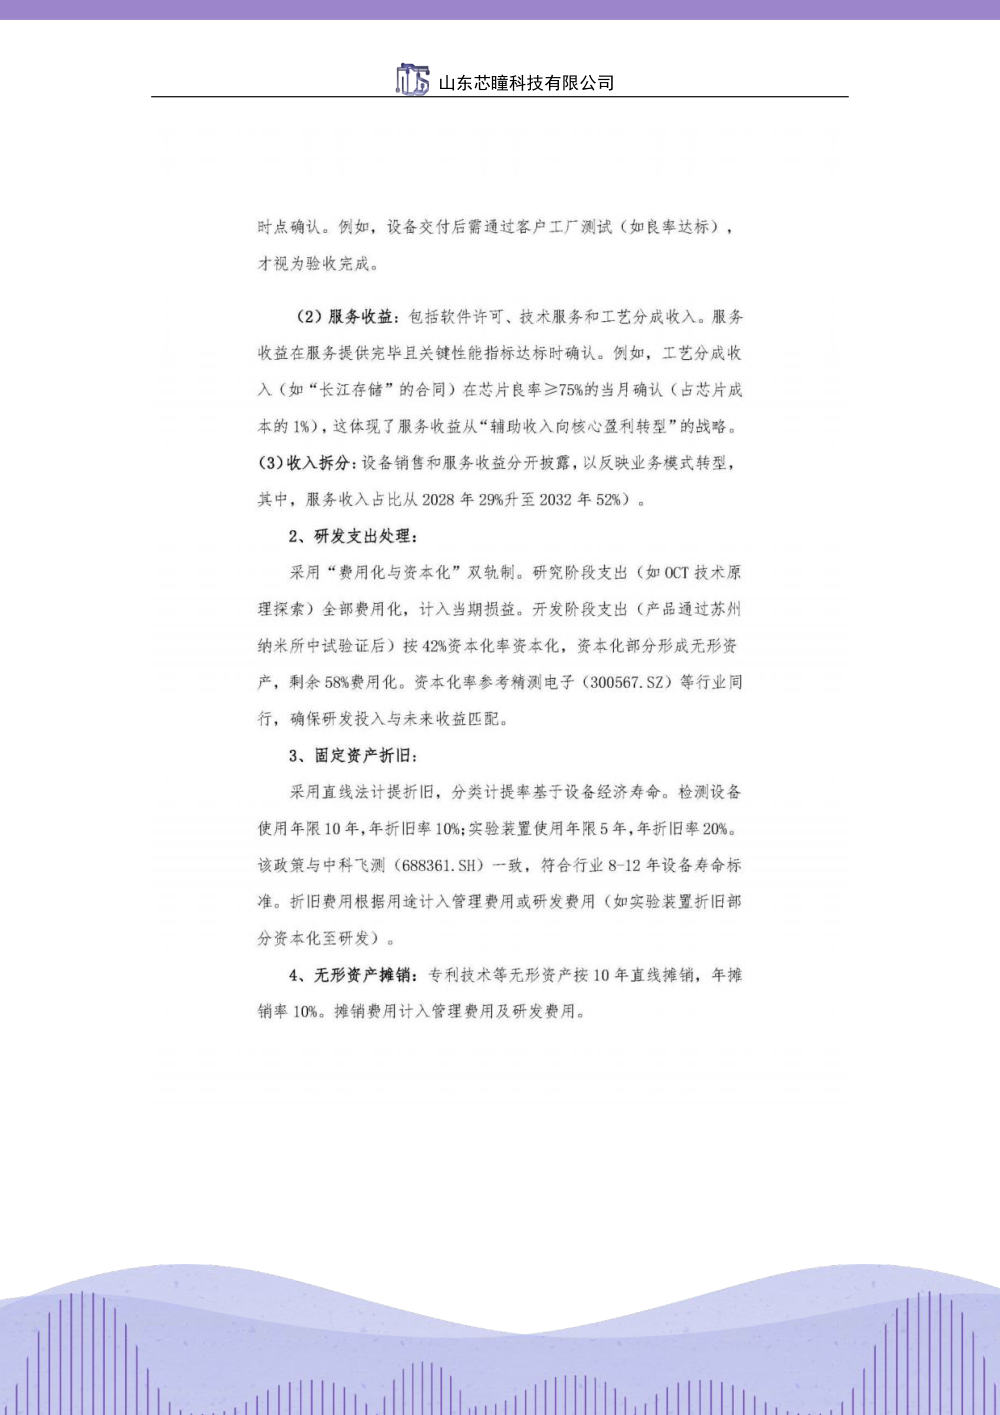 山东芯瞳科技有限公司
时点确认。例如，设备交付后需通过客户工厂测试（如良率达标），
才视为验收完成。
（2）服务收益：包括软件许可、技术服务和工艺分成收入。服务
收益在服务提供完毕且关键性能指标达标时确认。例如，工艺分成收
入（如“长江存储”的合同）在芯片良率≥75%的当月确认（占芯片成
本的1%），这体现了服务收益从“辅助收入向核心盈利转型”的战略。
（3）收入拆分：设备销售和服务收益分开披露，以反映业务模式转型，
其中，服务收入占比从2028年29%升至2032年52%）。
2、研发支出处理：
采用“费用化与资本化”双轨制。研究阶段支出（如OCT技术原
理探索）全部费用化，计入当期损益。开发阶段支出（产品通过苏州
纳米所中试验证后）按42%资本化率资本化，资本化部分形成无形资
产，剩余58%费用化。资本化率参考精测电子（300567.SZ）等行业同
行，确保研发投入与未来收益匹配。
3、固定资产折旧：
采用直线法计提折旧，分类计提率基于设备经济寿命。检测设备
使用年限10年，年折旧率10%；实验装置使用年限5年，年折旧率20%。
该政策与中科飞测（688361.SH）一致，符合行业8-12年设备寿命标
准。折旧费用根据用途计入管理费用或研发费用（如实验装置折旧部
分资本化至研发）。
4、无形资产摊销：专利技术等无形资产按10年直线摊销，年摊
销率10%。摊销费用计入管理费用及研发费用。